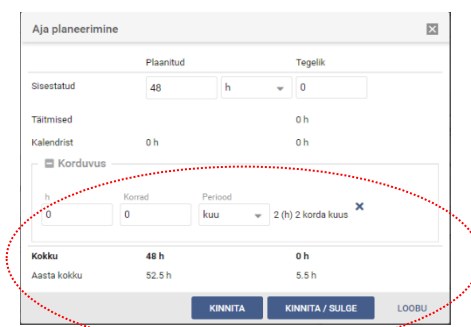 Aja planeerimine
Plaanitud Tegelik
Sisestatud 48 h 0
Täitmised 0 h
Kalendrist 0 h 0 h
Korduvus
h Korrad Periood
0 0 kuu 2 (h) 2 korda kuus
Kokku 48 h 0 h
Aasta kokku 52.5 h 5.5 h
KINNITA KINNITA / SULGE LOOBU